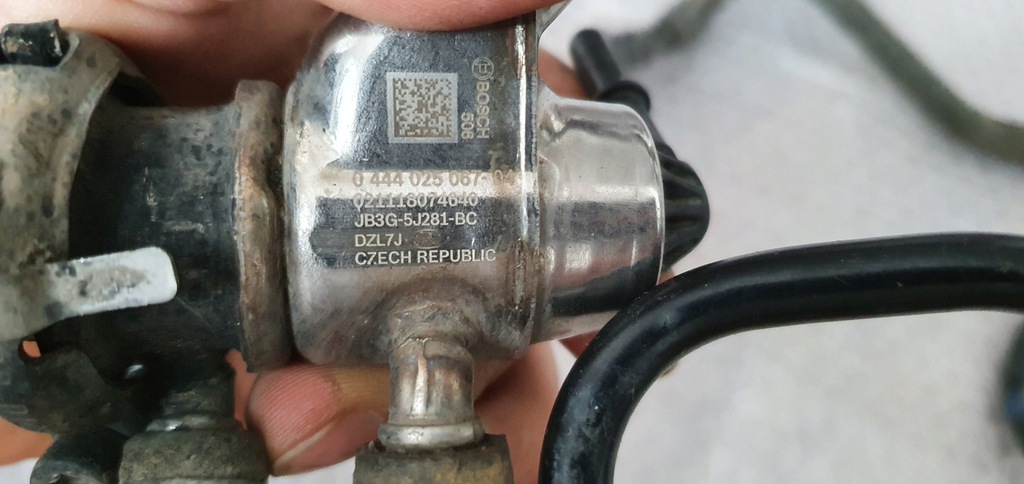 BOSCH
506
0 444 025 067-04
021118074640
JB3G-5J281-BC
DZL7J
CZECH REPUBLIC